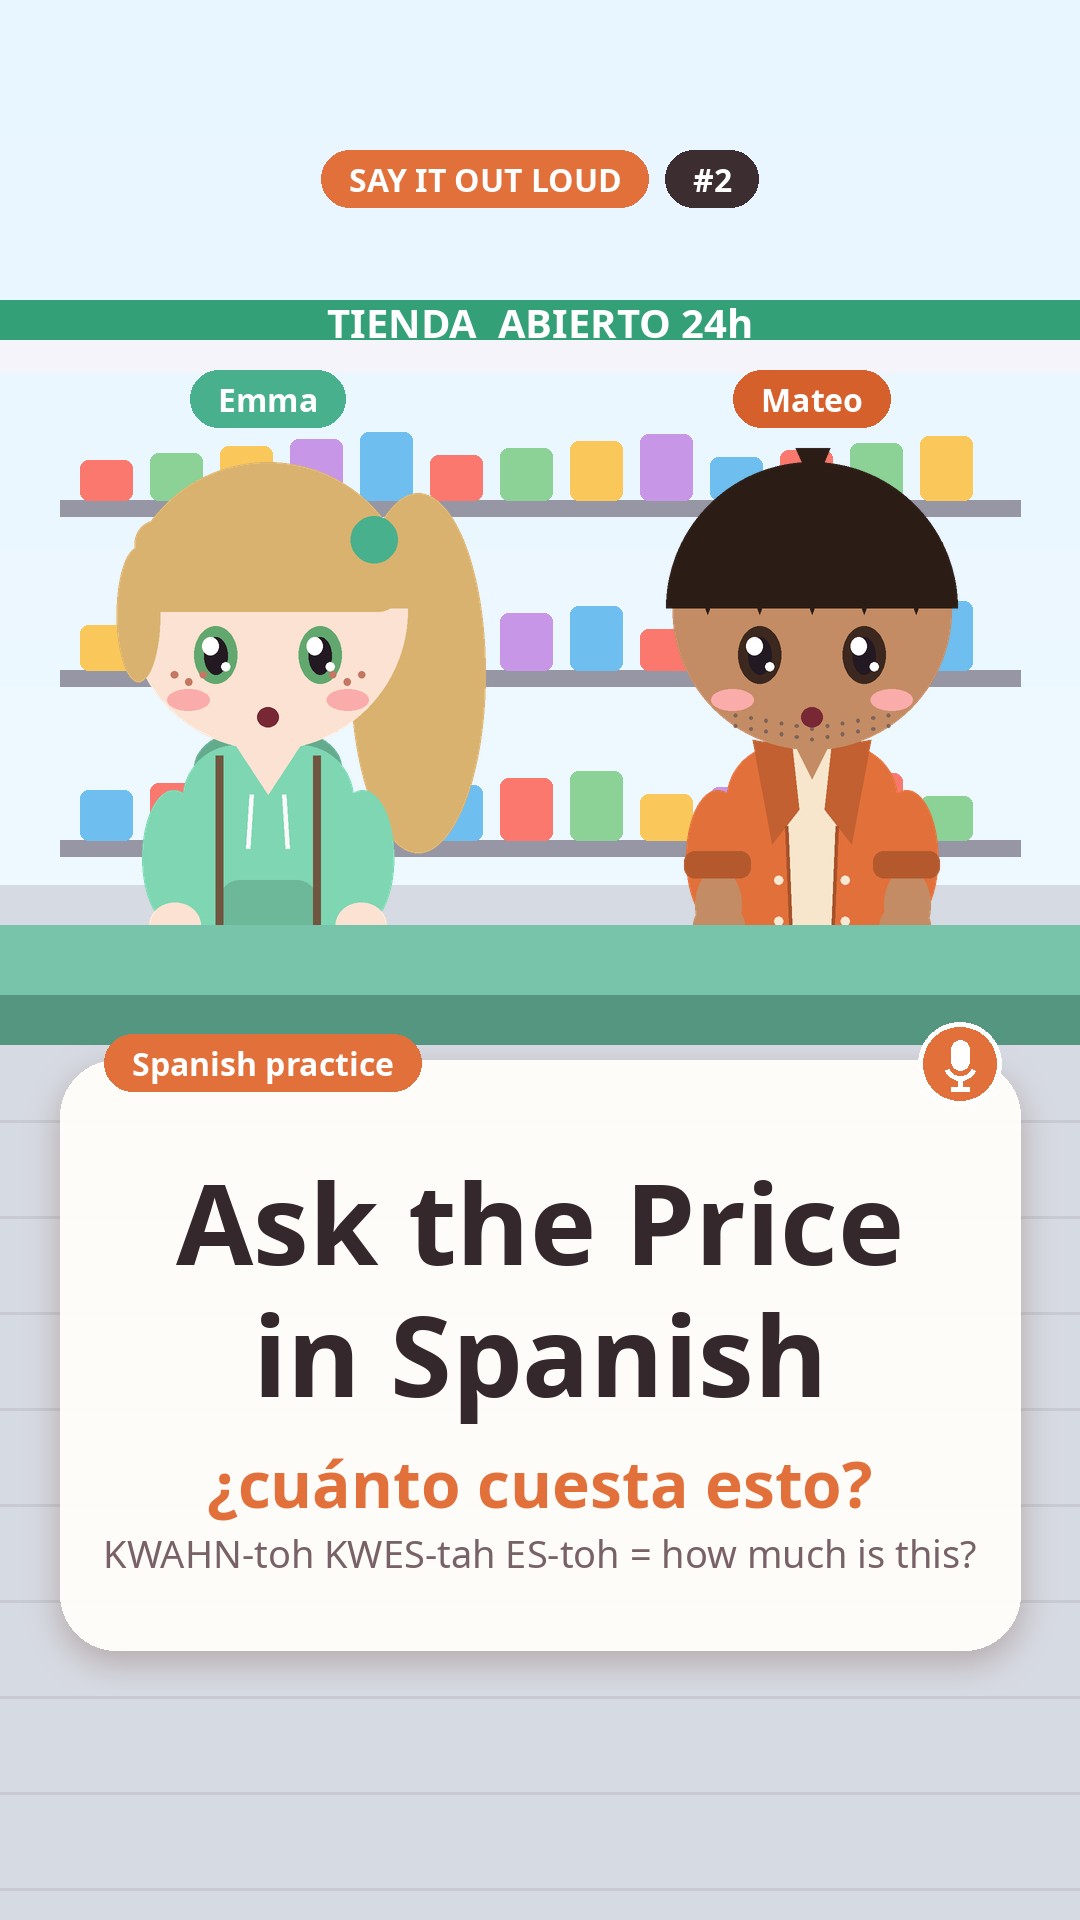 SAY IT OUT LOUD #2
TIENDA ABIERTO 24h
Emma Mateo
Spanish practice
Ask the Price
in Spanish
¿cuánto cuesta esto?
KWAHN-toh KWES-tah ES-toh = how much is this?